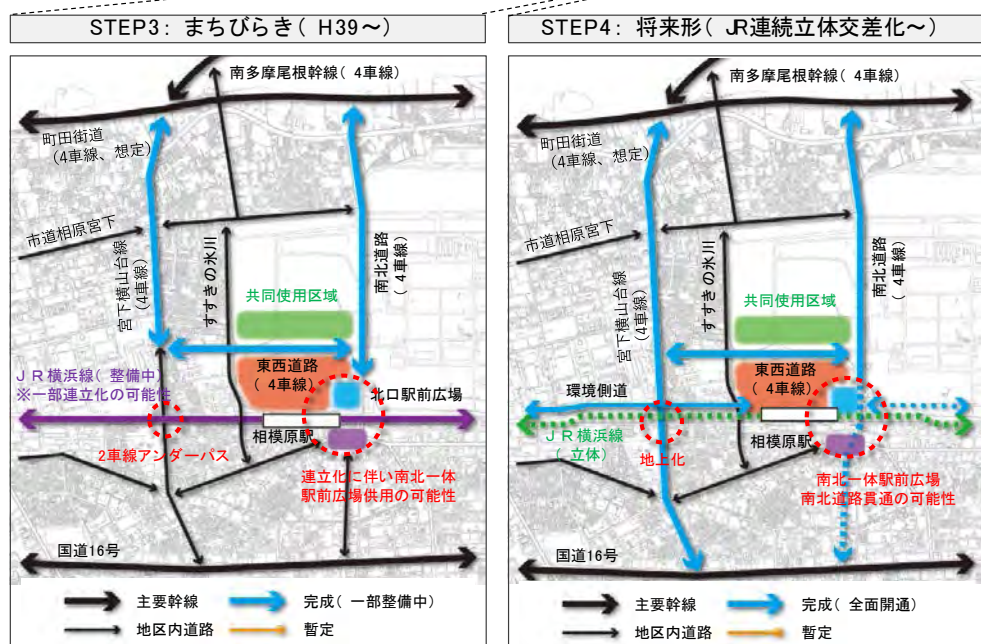 STEP3: まちびらき( H39～)
南多摩尾根幹線( 4車線)
町田街道
(4車線、想定)
市道相原宮下
宮下横山台線
(4車線)
すすきの氷川
南北道路
( 4車線)
共同使用区域
東西道路
( 4車線)
JR横浜線( 整備中)
※一部連立化の可能性
北口駅前広場
相模原駅
2車線アンダーパス
連立化に伴い南北一体
駅前広場供用の可能性
国道16号
主要幹線
完成( 一部整備中)
地区内道路
暫定
STEP4: 将来形( JR連続立体交差化～)
南多摩尾根幹線( 4車線)
町田街道
(4車線、想定)
市道相原宮下
宮下横山台線
(4車線)
すすきの氷川
南北道路
( 4車線)
共同使用区域
東西道路
( 4車線)
環境側道
JR横浜線
( 立体)
地上化
相模原駅
南北一体駅前広場
南北道路貫通の可能性
国道16号
主要幹線
完成( 全面開通)
地区内道路
暫定